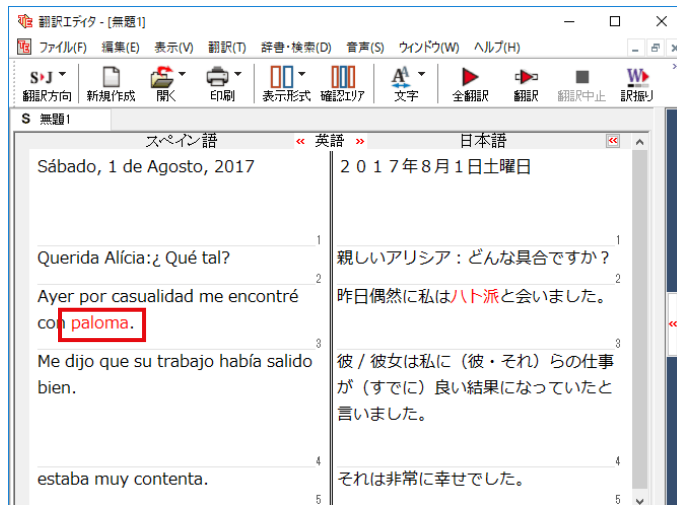 翻訳エディタ - [無題1]
ファイル(F) 編集(E) 表示(V) 翻訳(T) 辞書・検索(D) 音声(S) ウィンドウ(W) ヘルプ(H)
S›J
翻訳方向 新規作成 開く 印刷 表示形式 確認エリア 文字 全翻訳 翻訳 翻訳中止 訳振り
S 無題1
スペイン語 « 英語 » 日本語 «
Sábado, 1 de Agosto, 2017
1
Querida Alícia:¿ Qué tal?
2
Ayer por casualidad me encontré
con paloma.
3
Me dijo que su trabajo había salido
bien.
4
estaba muy contenta.
5
２０１７年８月１日土曜日
1
親しいアリシア：どんな具合ですか？
2
昨日偶然に私はハト派と会いました。
3
彼 / 彼女は私に（彼・それ）らの仕事
が（すでに）良い結果になっていたと
言いました。
4
それは非常に幸せでした。
5
«